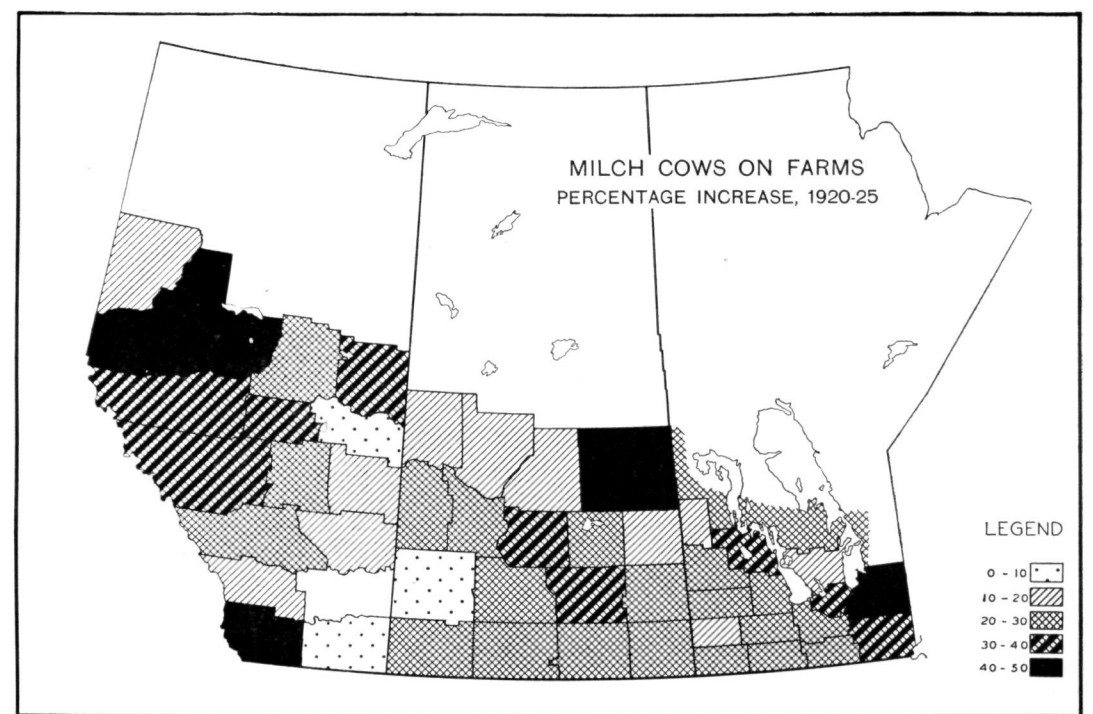 MILCH COWS ON FARMS
PERCENTAGE INCREASE, 1920-25
LEGEND
0 - 10
10 - 20
20 - 30
30 - 40
40 - 50